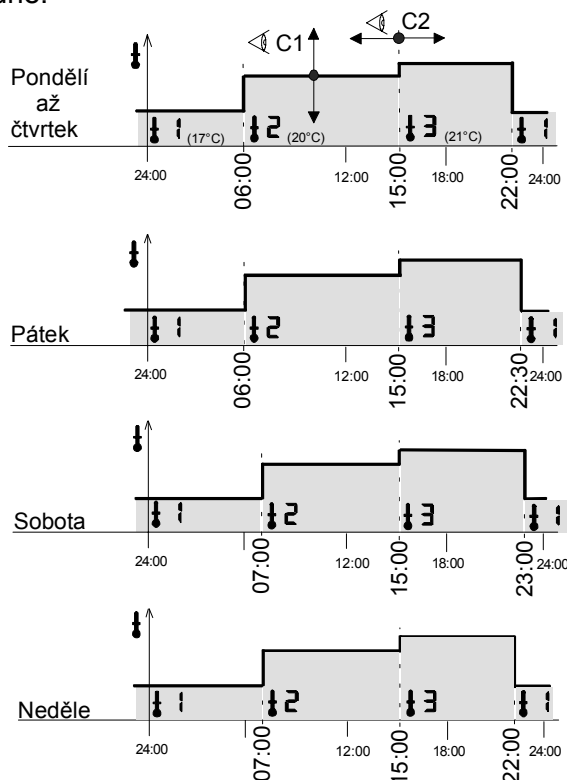 C1 C2
Pondělí
až
čtvrtek
1 (17°C) 2 (20°C) 3 (21°C) 1
24:00 06:00 12:00 15:00 18:00 22:00 24:00
Pátek
1 2 3 1
24:00 06:00 12:00 15:00 18:00 22:30 24:00
Sobota
1 2 3 1
24:00 07:00 12:00 15:00 18:00 23:00 24:00
Neděle
1 2 3 1
24:00 07:00 12:00 15:00 18:00 22:00 24:00